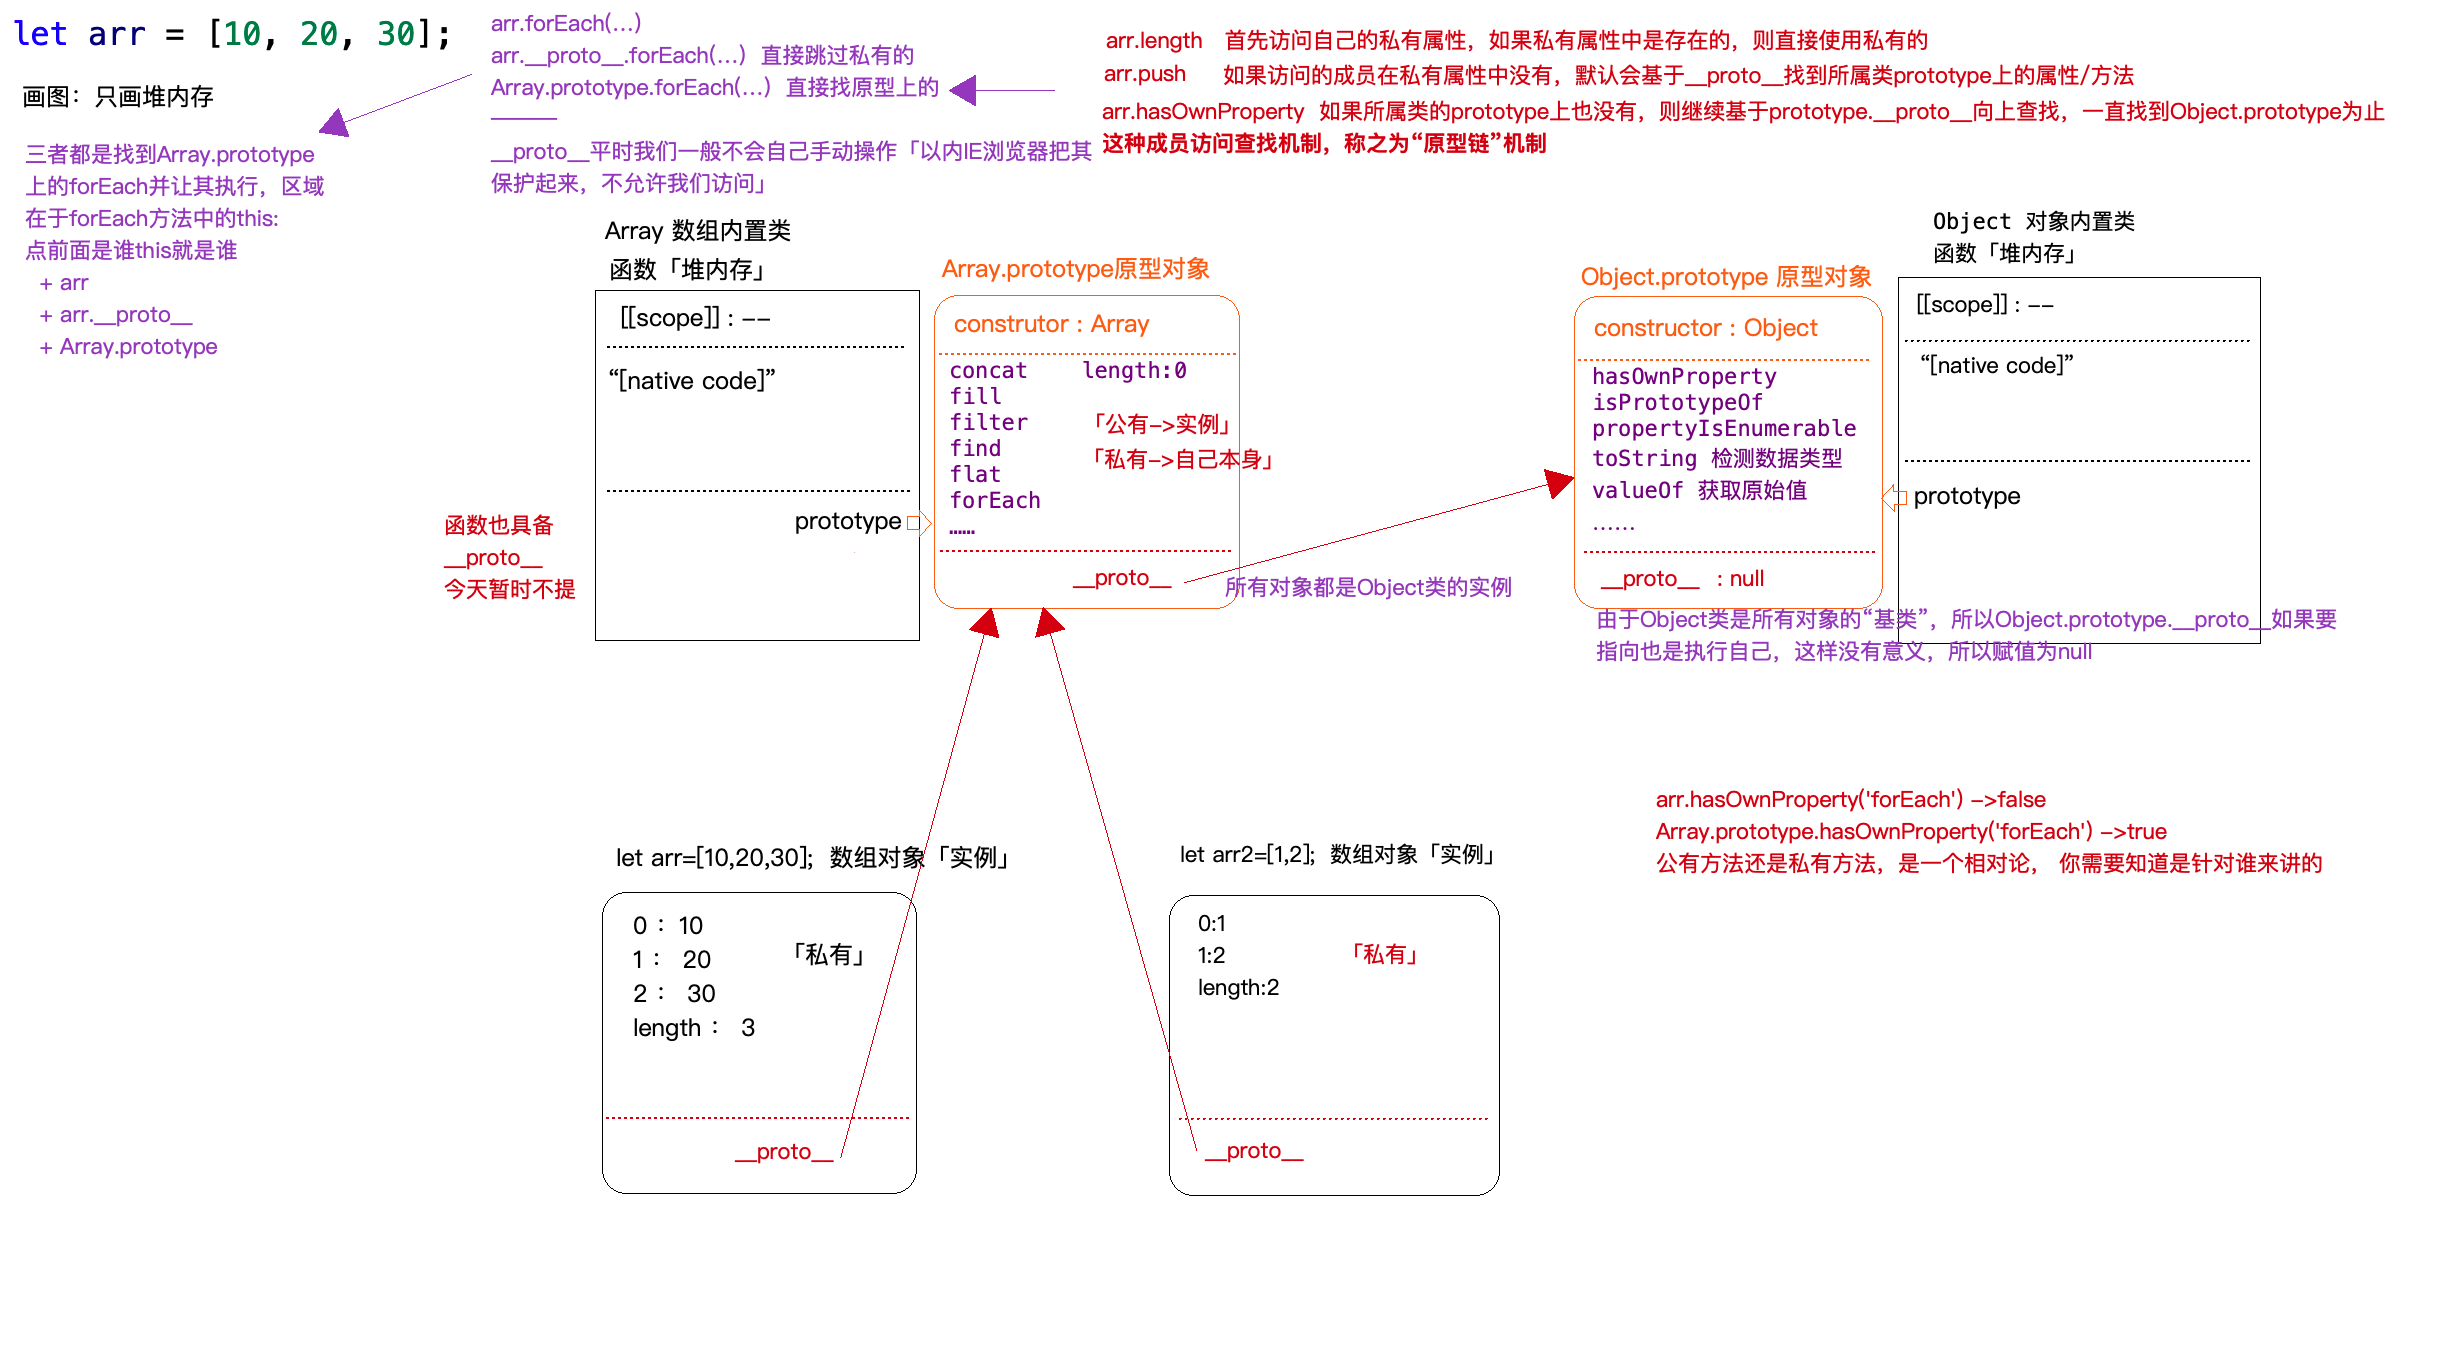 let arr = [10, 20, 30];
画图：只画堆内存
三者都是找到Array.prototype
上的forEach并让其执行，区域
在于forEach方法中的this:
点前面是谁this就是谁
+ arr
+ arr.__proto__
+ Array.prototype
arr.forEach(...)
arr.__proto__.forEach(...) 直接跳过私有的
Array.prototype.forEach(...) 直接找原型上的
__proto__平时我们一般不会自己手动操作「以内IE浏览器把其
保护起来，不允许我们访问」
arr.length 首先访问自己的私有属性，如果私有属性中是存在的，则直接使用私有的
arr.push 如果访问的成员在私有属性中没有，默认会基于__proto__找到所属类prototype上的属性/方法
arr.hasOwnProperty 如果所属类的prototype上也没有，则继续基于prototype.__proto__向上查找，一直找到Object.prototype为止
这种成员访问查找机制，称之为“原型链”机制
Array 数组内置类
函数「堆内存」
[[scope]] : --
“[native code]”
prototype
函数也具备
__proto__
今天暂时不提
Array.prototype原型对象
construtor : Array
concat length:0
fill
filter 「公有->实例」
find
「私有->自己本身」
flat
forEach
......
__proto__
所有对象都是Object类的实例
Object.prototype 原型对象
constructor : Object
hasOwnProperty
isPrototypeOf
propertyIsEnumerable
toString 检测数据类型
valueOf 获取原始值
......
__proto__ : null
由于Object类是所有对象的“基类”，所以Object.prototype.__proto__如果要
指向也是执行自己，这样没有意义，所以赋值为null
Object 对象内置类
函数「堆内存」
[[scope]] : --
“[native code]”
prototype
arr.hasOwnProperty('forEach') ->false
Array.prototype.hasOwnProperty('forEach') ->true
公有方法还是私有方法，是一个相对论， 你需要知道是针对谁来讲的
let arr=[10,20,30]; 数组对象「实例」
0 : 10
1 : 20
2 : 30
length : 3
「私有」
__proto__
let arr2=[1,2]; 数组对象「实例」
0:1
1:2
length:2
「私有」
__proto__